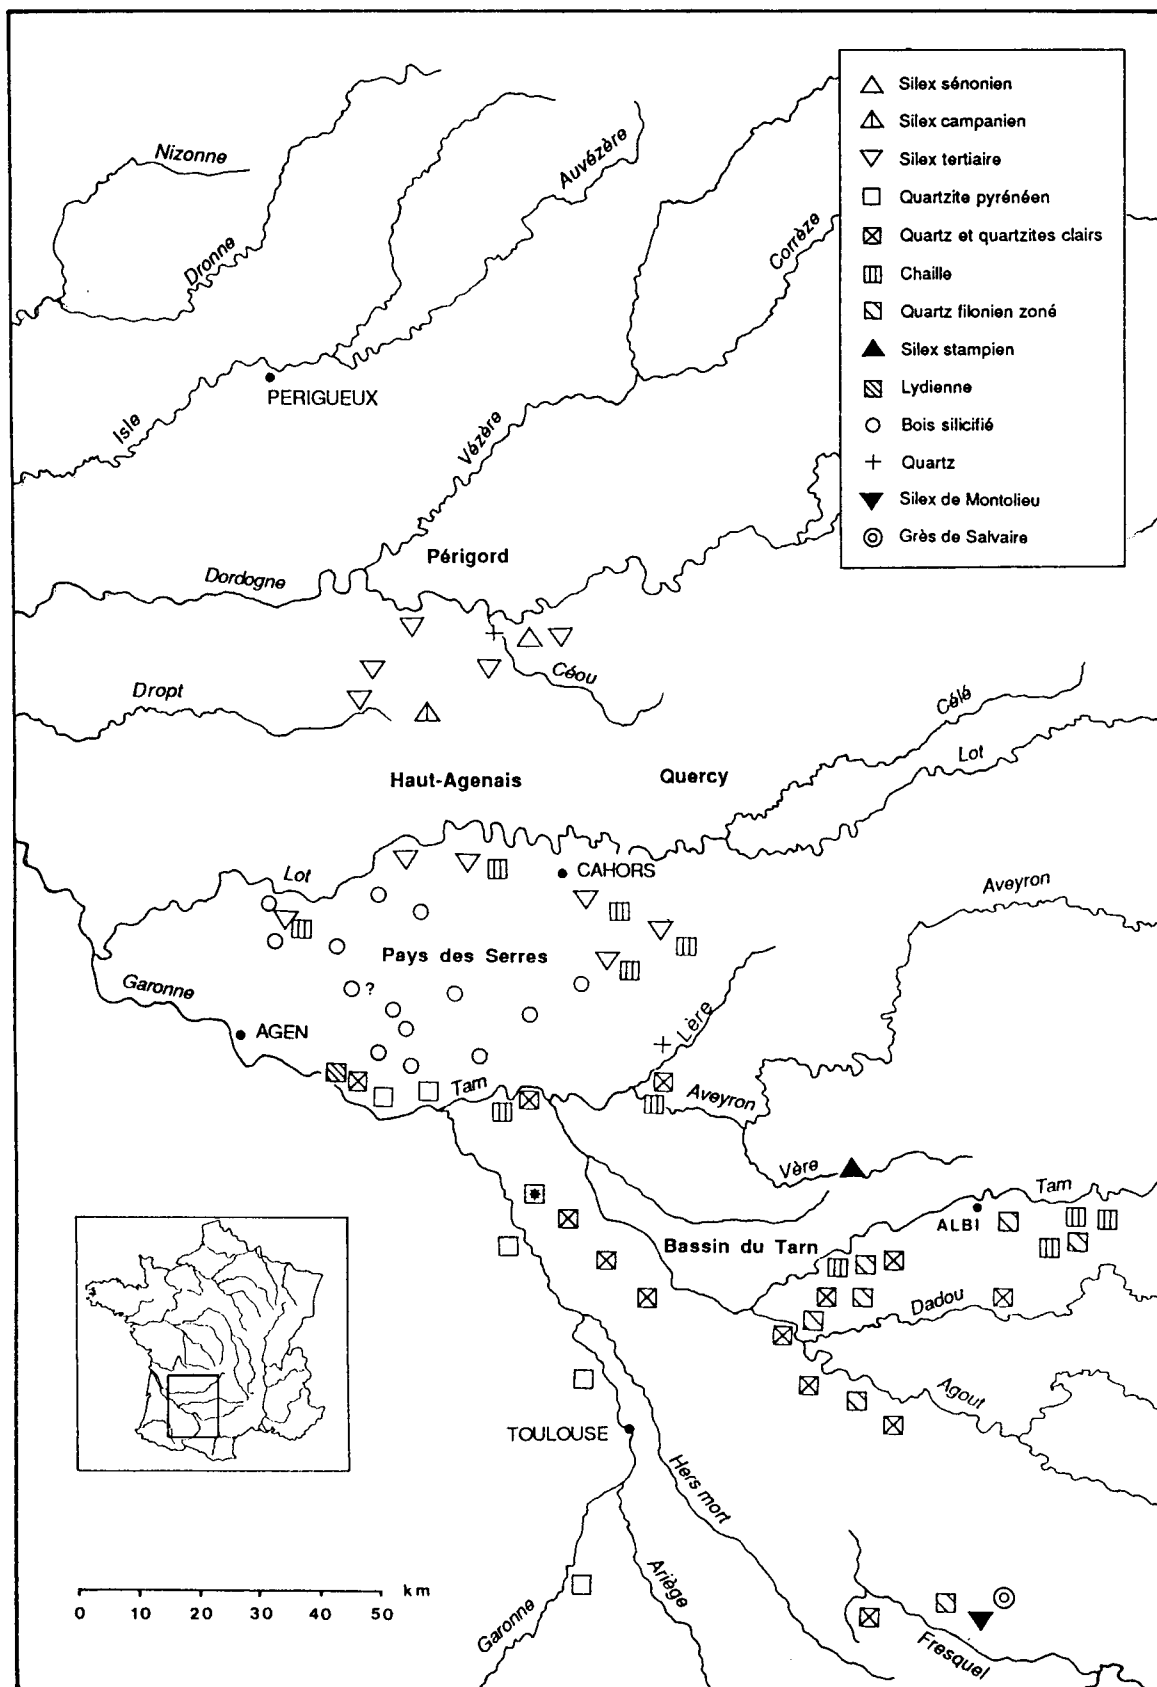 Silex sénonien
Silex campanien
Silex tertiaire
Quartzite pyrénéen
Quartz et quartzites clairs
Chaille
Quartz filonien zoné
Silex stampien
Lydienne
Bois silicifié
Quartz
Silex de Montolieu
Grès de Salvaire
Nizonne
Auvézère
Dronne
Corrèze
PERIGUEUX
Isle
Vézère
Périgord
Dordogne
Céou
Dropt
Célé
Lot
Haut-Agenais
Quercy
Lot
CAHORS
Aveyron
Pays des Serres
Garonne
?
AGEN
Lère
Tarn
Aveyron
Vère
Tarn
ALBI
Bassin du Tarn
Dadou
Agout
TOULOUSE
Hers mort
Ariège
Garonne
Fresquel
km
0 10 20 30 40 50